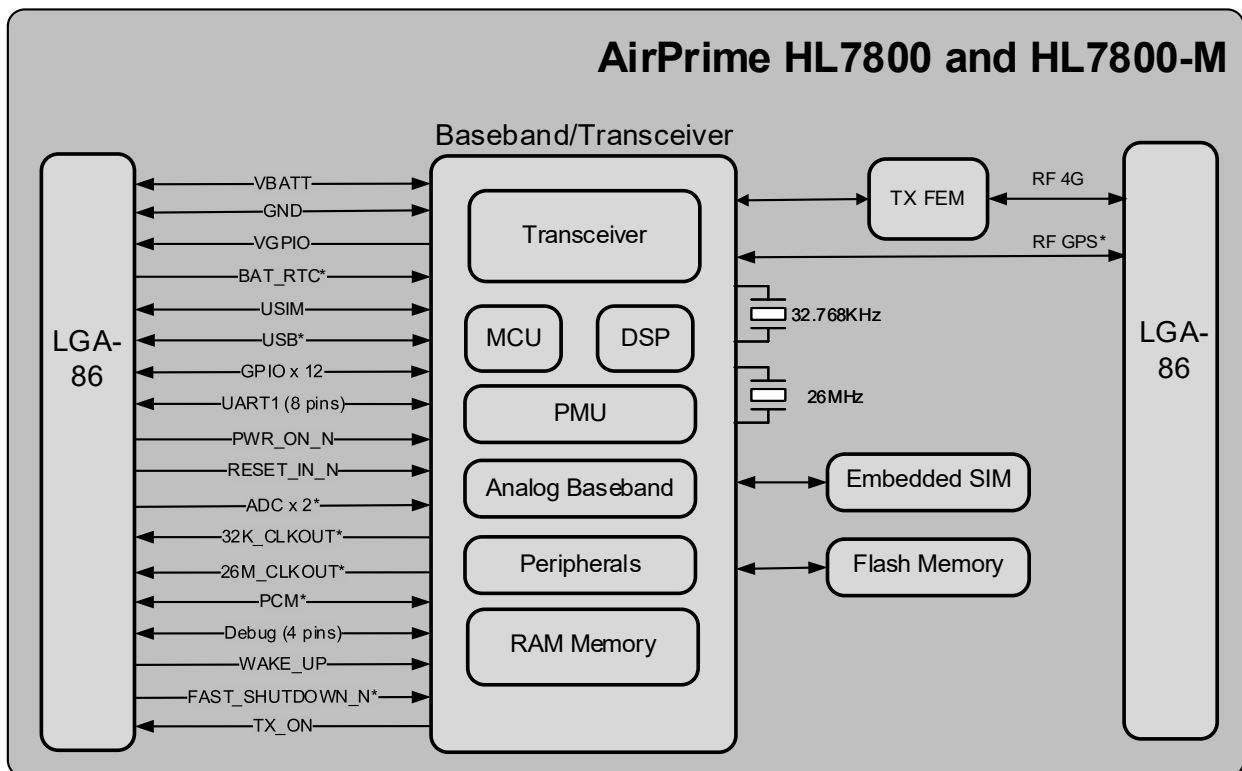 AirPrime HL7800 and HL7800-M
Baseband/Transceiver
LGA-
86
VBATT
GND
VGPIO
BAT_RTC*
USIM
USB*
GPIO x 12
UART1 (8 pins)
PWR_ON_N
RESET_IN_N
ADC x 2*
32K_CLKOUT*
26M_CLKOUT*
PCM*
Debug (4 pins)
WAKE_UP
FAST_SHUTDOWN_N*
TX_ON
Transceiver
MCU
DSP
PMU
Analog Baseband
Peripherals
RAM Memory
TX FEM
RF 4G
RF GPS*
32.768KHz
26MHz
Embedded SIM
Flash Memory
LGA-
86